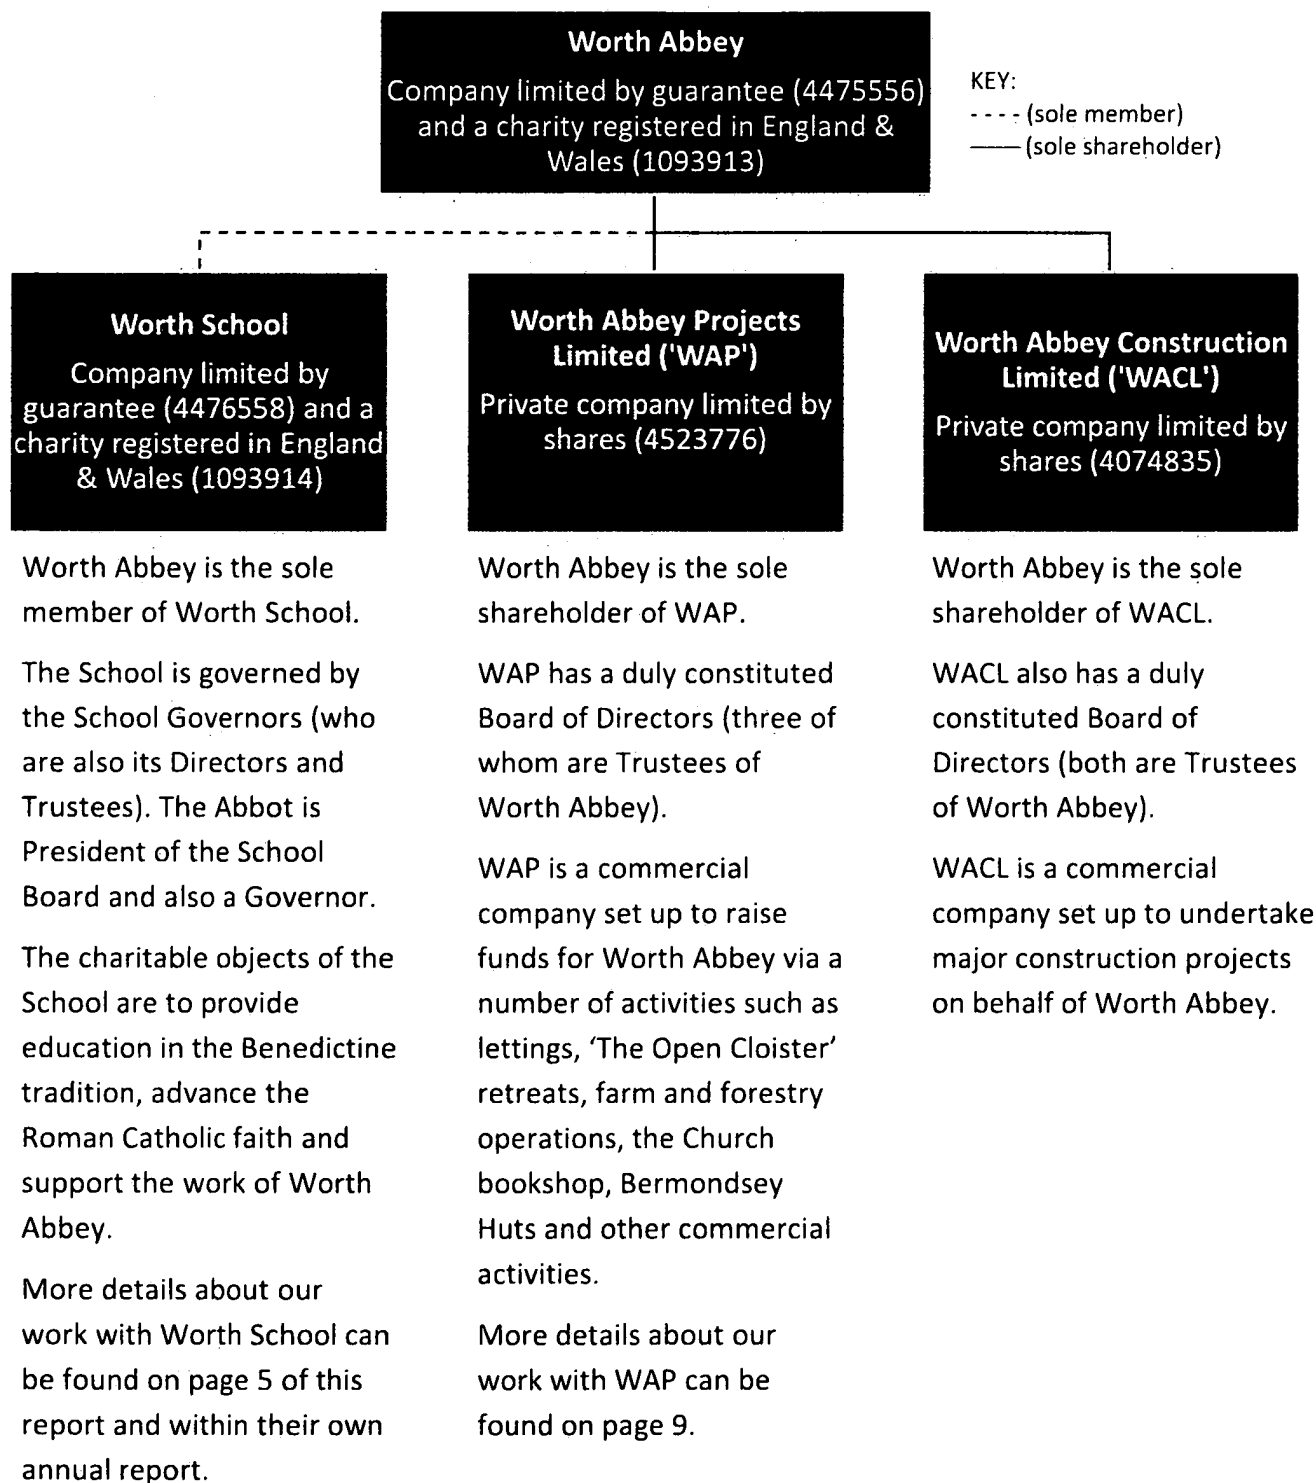 Worth Abbey
Company limited by guarantee (4475556)
and a charity registered in England &
Wales (1093913)
KEY:
---- (sole member)
—— (sole shareholder)
Worth School
Company limited by
guarantee (4476558) and a
charity registered in England
& Wales (1093914)
Worth Abbey is the sole
member of Worth School.
The School is governed by
the School Governors (who
are also its Directors and
Trustees). The Abbot is
President of the School
Board and also a Governor.
The charitable objects of the
School are to provide
education in the Benedictine
tradition, advance the
Roman Catholic faith and
support the work of Worth
Abbey.
More details about our
work with Worth School can
be found on page 5 of this
report and within their own
annual report.
Worth Abbey Projects
Limited ('WAP')
Private company limited by
shares (4523776)
Worth Abbey is the sole
shareholder of WAP.
WAP has a duly constituted
Board of Directors (three of
whom are Trustees of
Worth Abbey).
WAP is a commercial
company set up to raise
funds for Worth Abbey via a
number of activities such as
lettings, ‘The Open Cloister’
retreats, farm and forestry
operations, the Church
bookshop, Bermondsey
Huts and other commercial
activities.
More details about our
work with WAP can be
found on page 9.
Worth Abbey Construction
Limited ('WACL')
Private company limited by
shares (4074835)
Worth Abbey is the sole
shareholder of WACL.
WACL also has a duly
constituted Board of
Directors (both are Trustees
of Worth Abbey).
WACL is a commercial
company set up to undertake
major construction projects
on behalf of Worth Abbey.